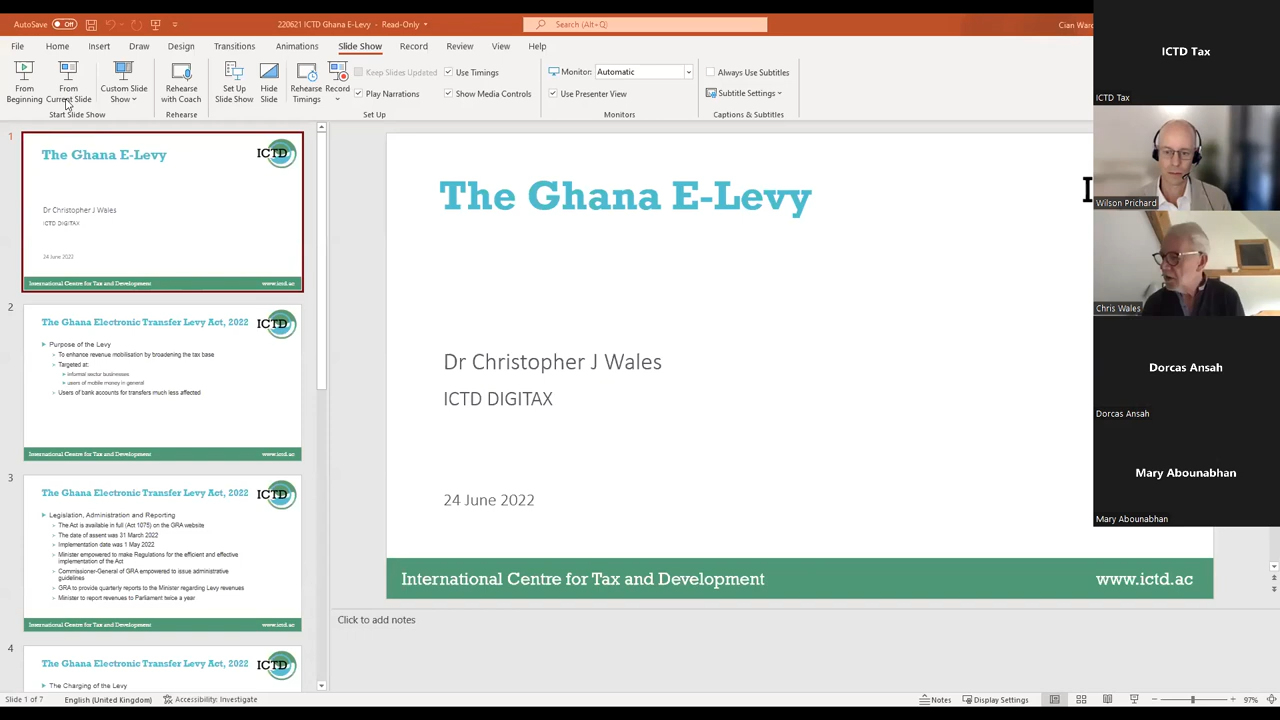 AutoSave Off
220621 ICTD Ghana E-Levy - Read-Only
Search (Alt+Q)
Cian Ward
File Home Insert Draw Design Transitions Animations Slide Show Record Review View Help
From Beginning
From Current Slide
Custom Slide Show
Rehearse with Coach
Set Up Slide Show
Hide Slide
Rehearse Timings
Record
Keep Slides Updated
Play Narrations
Use Timings
Show Media Controls
Monitor: Automatic
Use Presenter View
Always Use Subtitles
Subtitle Settings
Start Slide Show
Rehearse
Set Up
Monitors
Captions & Subtitles
1
The Ghana E-Levy
ICTD
Dr Christopher J Wales
ICTD DIGITAX
24 June 2022
International Centre for Tax and Development www.ictd.ac
2
The Ghana Electronic Transfer Levy Act, 2022
ICTD
Purpose of the Levy
To enhance revenue mobilisation by broadening the tax base
Targeted at:
informal sector businesses
users of mobile money in general
Users of bank accounts for transfers much less affected
International Centre for Tax and Development www.ictd.ac
3
The Ghana Electronic Transfer Levy Act, 2022
ICTD
Legislation, Administration and Reporting
The Act is available in full (Act 1075) on the GRA website
The date of assent was 31 March 2022
Implementation date was 1 May 2022
Minister empowered to make Regulations for the efficient and effective
implementation of the Act
Commissioner-General of GRA empowered to issue administrative
guidelines
GRA to provide quarterly reports to the Minister regarding Levy revenues
Minister to report revenues to Parliament twice a year
International Centre for Tax and Development www.ictd.ac
4
The Ghana Electronic Transfer Levy Act, 2022
ICTD
The Charging of the Levy
The Ghana E-Levy
Dr Christopher J Wales
ICTD DIGITAX
24 June 2022
International Centre for Tax and Development www.ictd.ac
Click to add notes
ICTD Tax
ICTD Tax
Wilson Prichard
Chris Wales
Dorcas Ansah
Dorcas Ansah
Mary Abounabhan
Mary Abounabhan
Slide 1 of 7 English (United Kingdom) Accessibility: Investigate
Notes Display Settings 97%